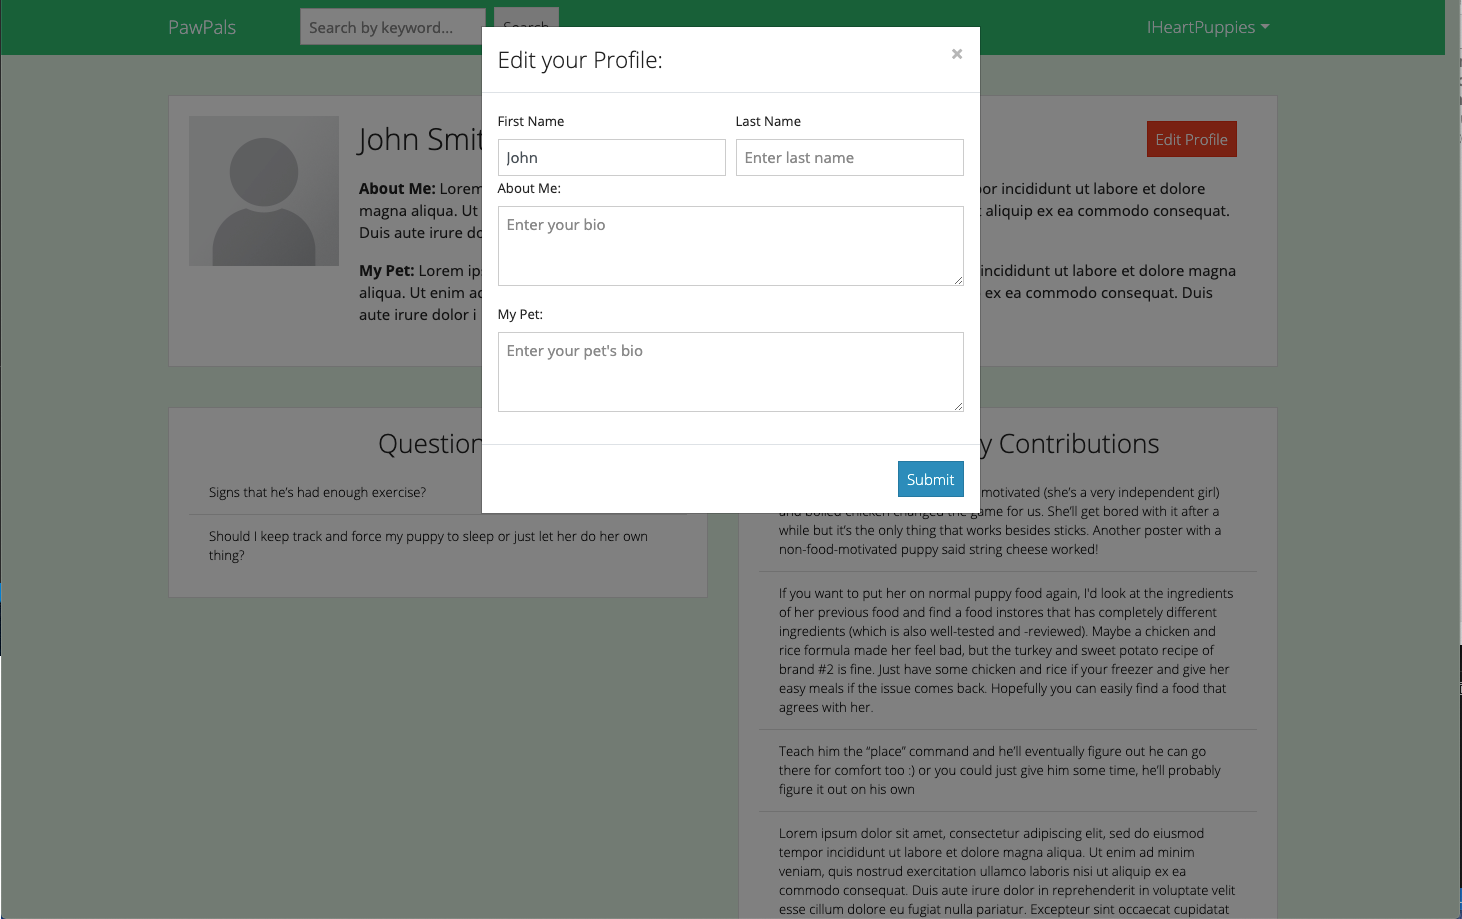 PawPals
Search by keyword...
Search
IHeartPuppies
Edit your Profile:
×
First Name
Last Name
John
Enter last name
About Me:
Enter your bio
My Pet:
Enter your pet's bio
Submit
John Smit
Edit Profile
About Me: Lorem
or incididunt ut labore et dolore
magna aliqua. Ut
aliquip ex ea commodo consequat.
Duis aute irure do
My Pet: Lorem ip
incididunt ut labore et dolore magna
aliqua. Ut enim ad
ex ea commodo consequat. Duis
aute irure dolor i
Question
Signs that he's had enough exercise?
Should I keep track and force my puppy to sleep or just let her do her own
thing?
y Contributions
motivated (she's a very independent girl)
and boiled chicken changed the game for us. She'll get bored with it after a
while but it's the only thing that works besides sticks. Another poster with a
non-food-motivated puppy said string cheese worked!
If you want to put her on normal puppy food again, I'd look at the ingredients
of her previous food and find a food instores that has completely different
ingredients (which is also well-tested and -reviewed). Maybe a chicken and
rice formula made her feel bad, but the turkey and sweet potato recipe of
brand #2 is fine. Just have some chicken and rice if your freezer and give her
easy meals if the issue comes back. Hopefully you can easily find a food that
agrees with her.
Teach him the “place” command and he'll eventually figure out he can go
there for comfort too :) or you could just give him some time, he'll probably
figure it out on his own
Lorem ipsum dolor sit amet, consectetur adipiscing elit, sed do eiusmod
tempor incididunt ut labore et dolore magna aliqua. Ut enim ad minim
veniam, quis nostrud exercitation ullamco laboris nisi ut aliquip ex ea
commodo consequat. Duis aute irure dolor in reprehenderit in voluptate velit
esse cillum dolore eu fugiat nulla pariatur. Excepteur sint occaecat cupidatat